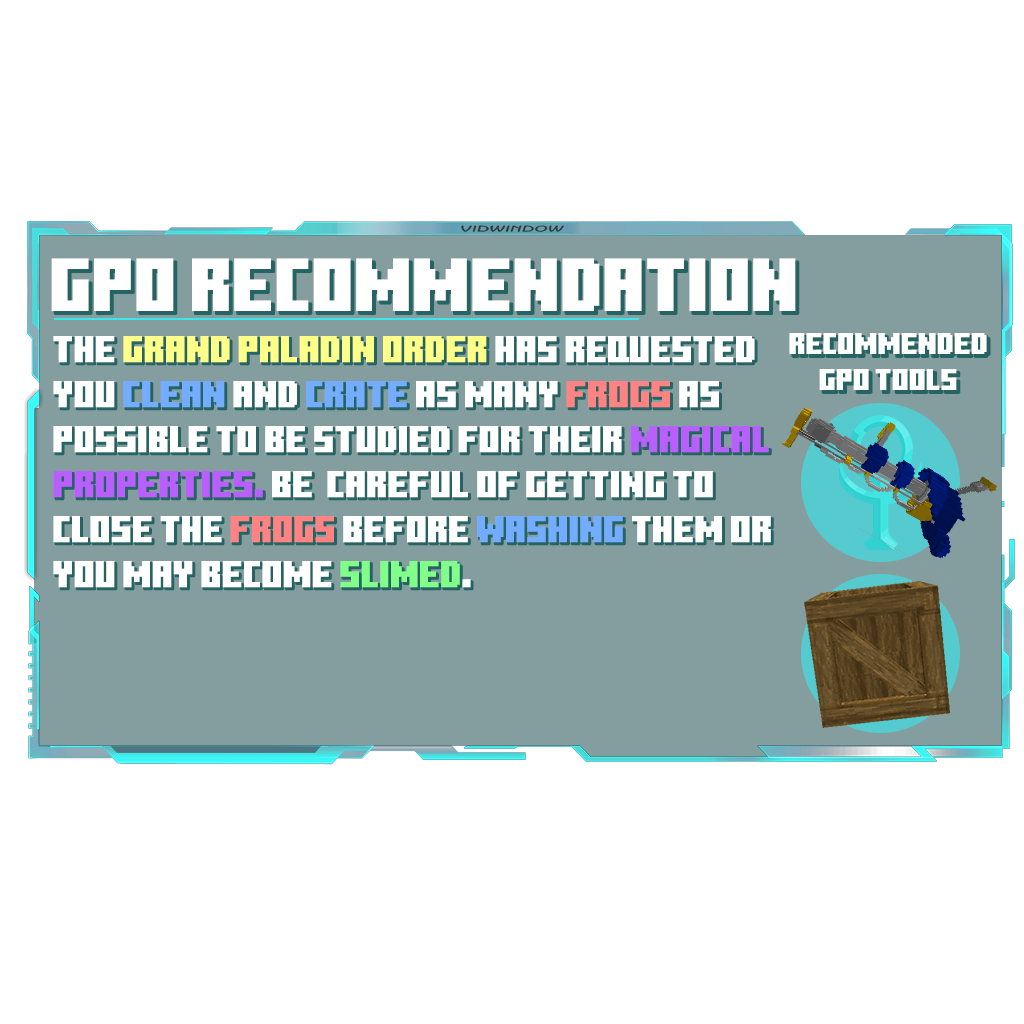 VIDWINDOW
GPO RECOMMENDATION
THE GRAND PALADIN ORDER HAS REQUESTED
YOU CLEAN AND CRATE AS MANY FROGS AS
POSSIBLE TO BE STUDIED FOR THEIR MAGICAL
PROPERTIES. BE CAREFUL OF GETTING TO
CLOSE THE FROGS BEFORE WASHING THEM OR
YOU MAY BECOME SLIMED.
RECOMMENDED
GPO TOOLS